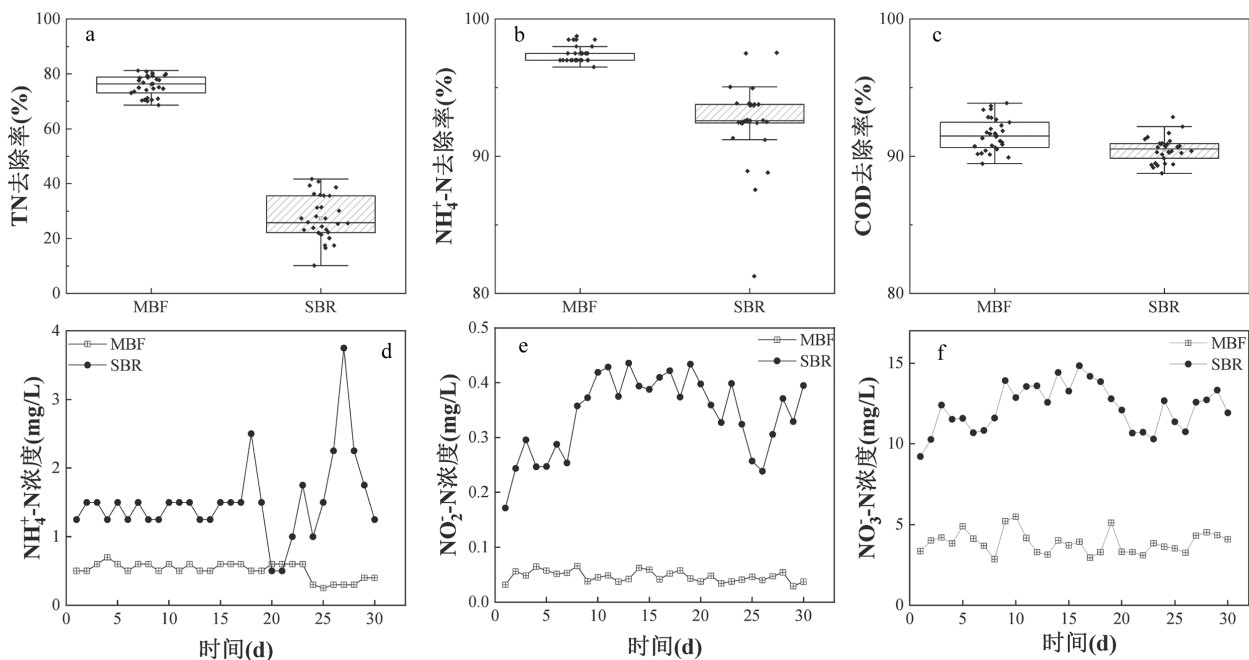 a
TN去除率(%)
100
80
60
40
20
0
MBF
SBR
b
NH₄⁺-N去除率(%)
100
90
80
MBF
SBR
c
COD去除率(%)
100
90
80
MBF
SBR
d
MBF
SBR
NH₄⁺-N浓度(mg/L)
4
3
2
1
0
0 5 10 15 20 25 30
时间(d)
e
MBF
SBR
NO₂⁻-N浓度(mg/L)
0.5
0.4
0.3
0.2
0.1
0.0
0 5 10 15 20 25 30
时间(d)
f
MBF
SBR
NO₃⁻-N浓度(mg/L)
15
10
5
0
0 5 10 15 20 25 30
时间(d)